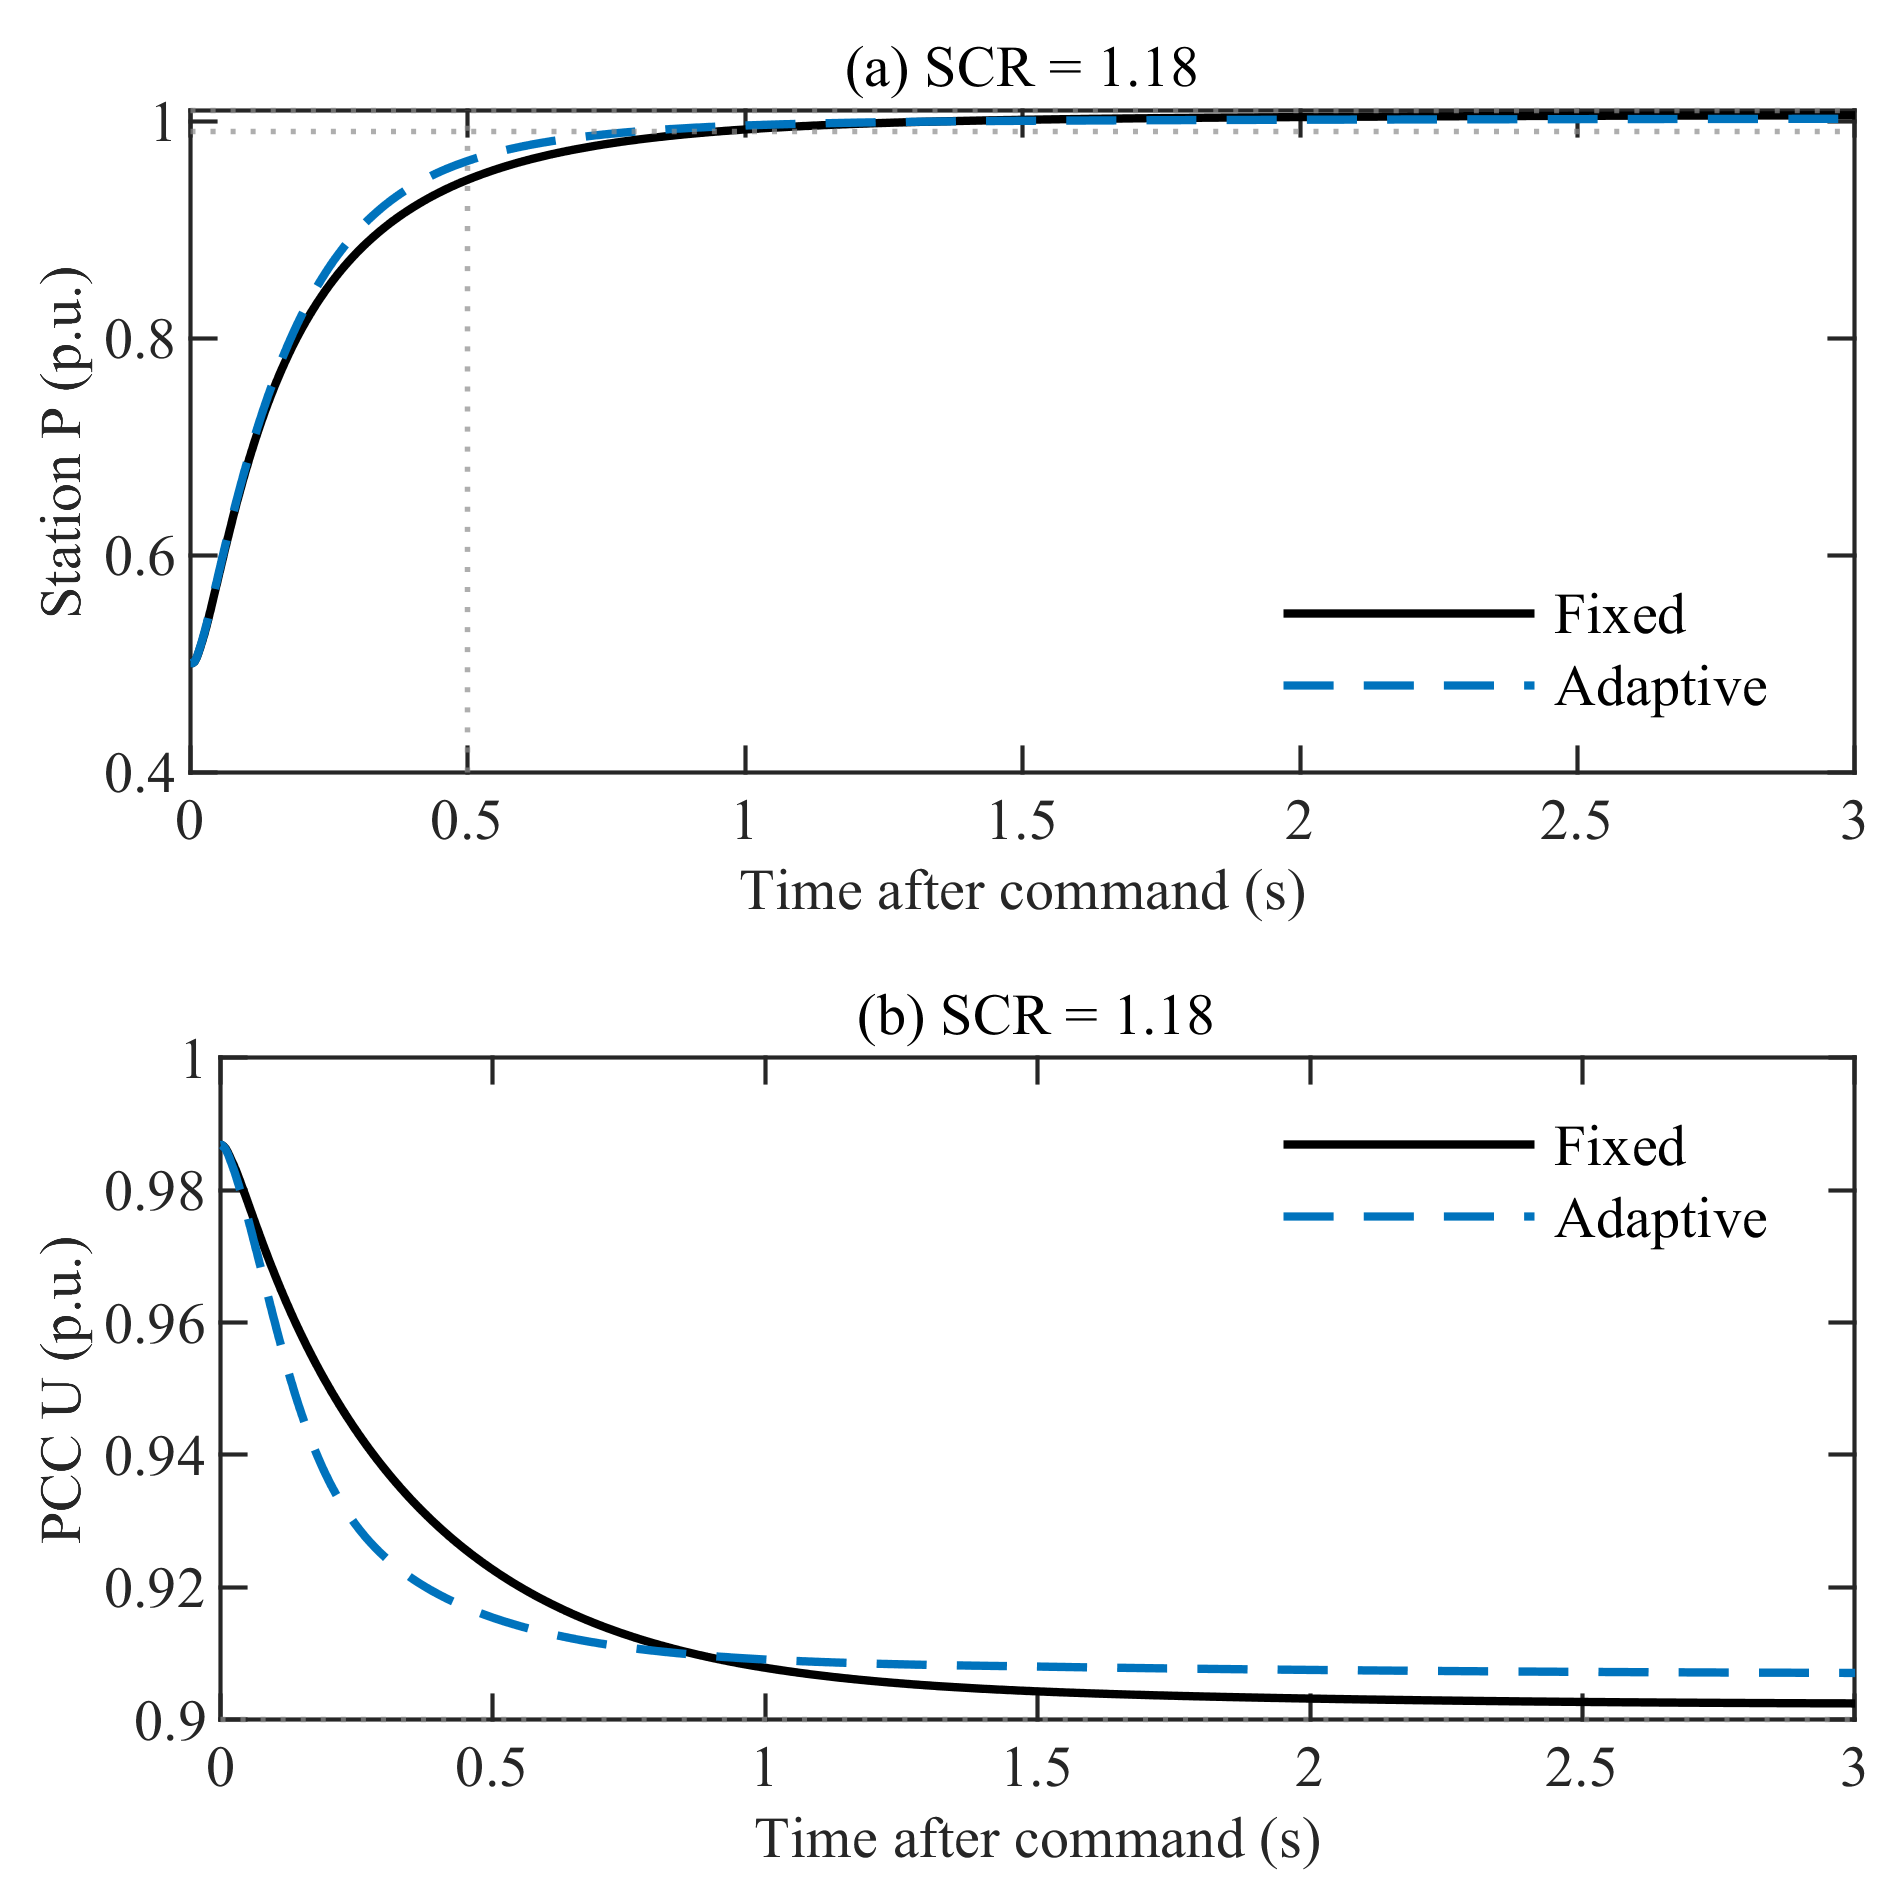 (a) SCR = 1.18
Station P (p.u.)
1
0.8
0.6
0.4
Fixed
Adaptive
0 0.5 1 1.5 2 2.5 3
Time after command (s)
(b) SCR = 1.18
PCC U (p.u.)
1
0.98
0.96
0.94
0.92
0.9
Fixed
Adaptive
0 0.5 1 1.5 2 2.5 3
Time after command (s)